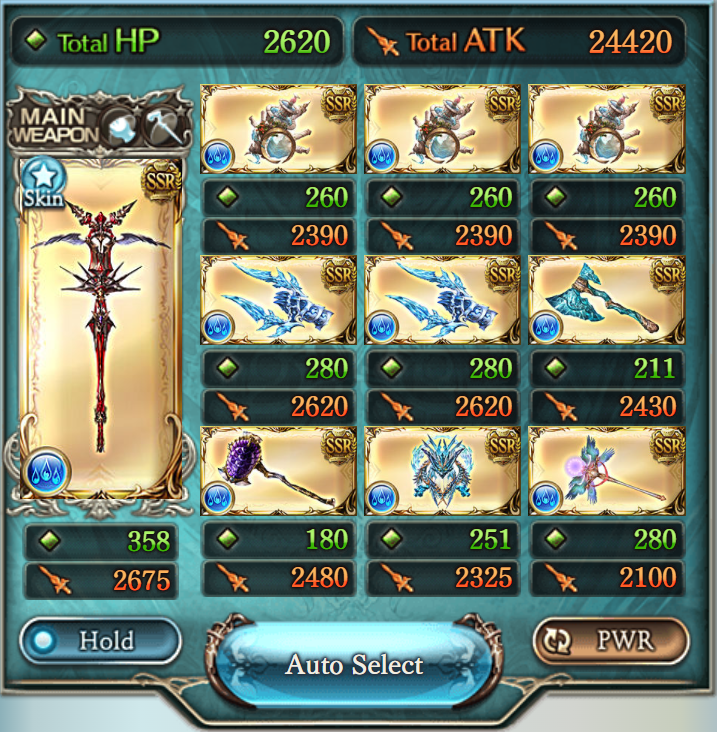 Total HP 2620 Total ATK 24420
MAIN
WEAPON
Skin SSR SSR SSR SSR
260 260 260
2390 2390 2390
SSR SSR SSR
280 280 211
2620 2620 2430
SSR SSR SSR
358 180 251 280
2675 2480 2325 2100
Hold Auto Select PWR